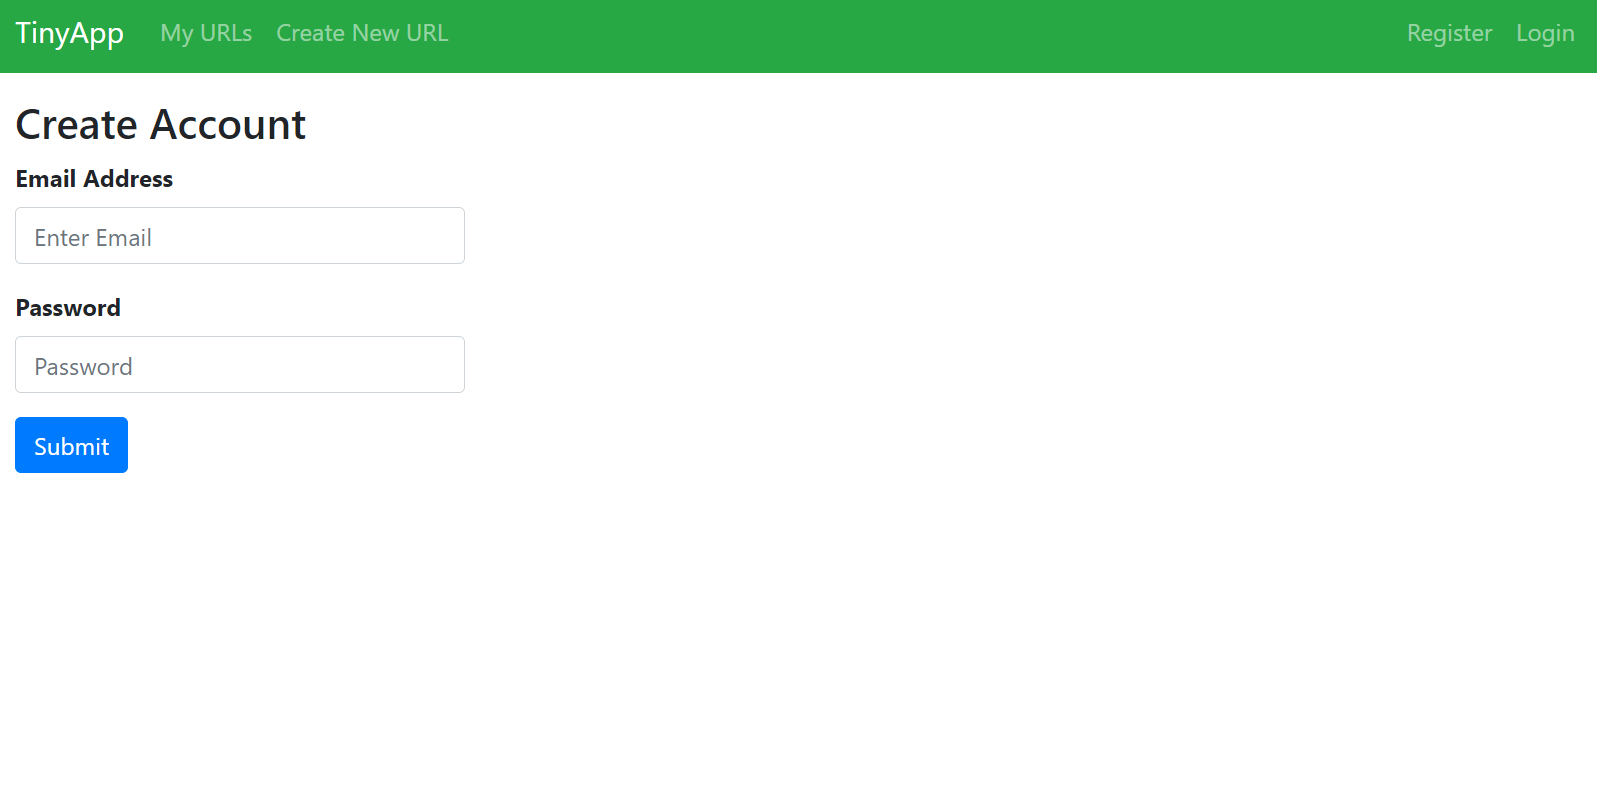 TinyApp My URLs Create New URL Register Login
Create Account
Email Address
Enter Email
Password
Password
Submit